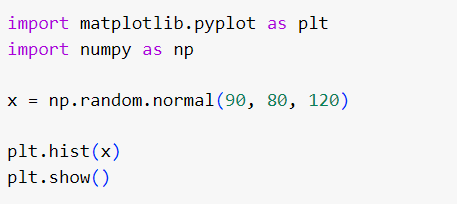 import matplotlib.pyplot as plt
import numpy as np
x = np.random.normal(90, 80, 120)
plt.hist(x)
plt.show()